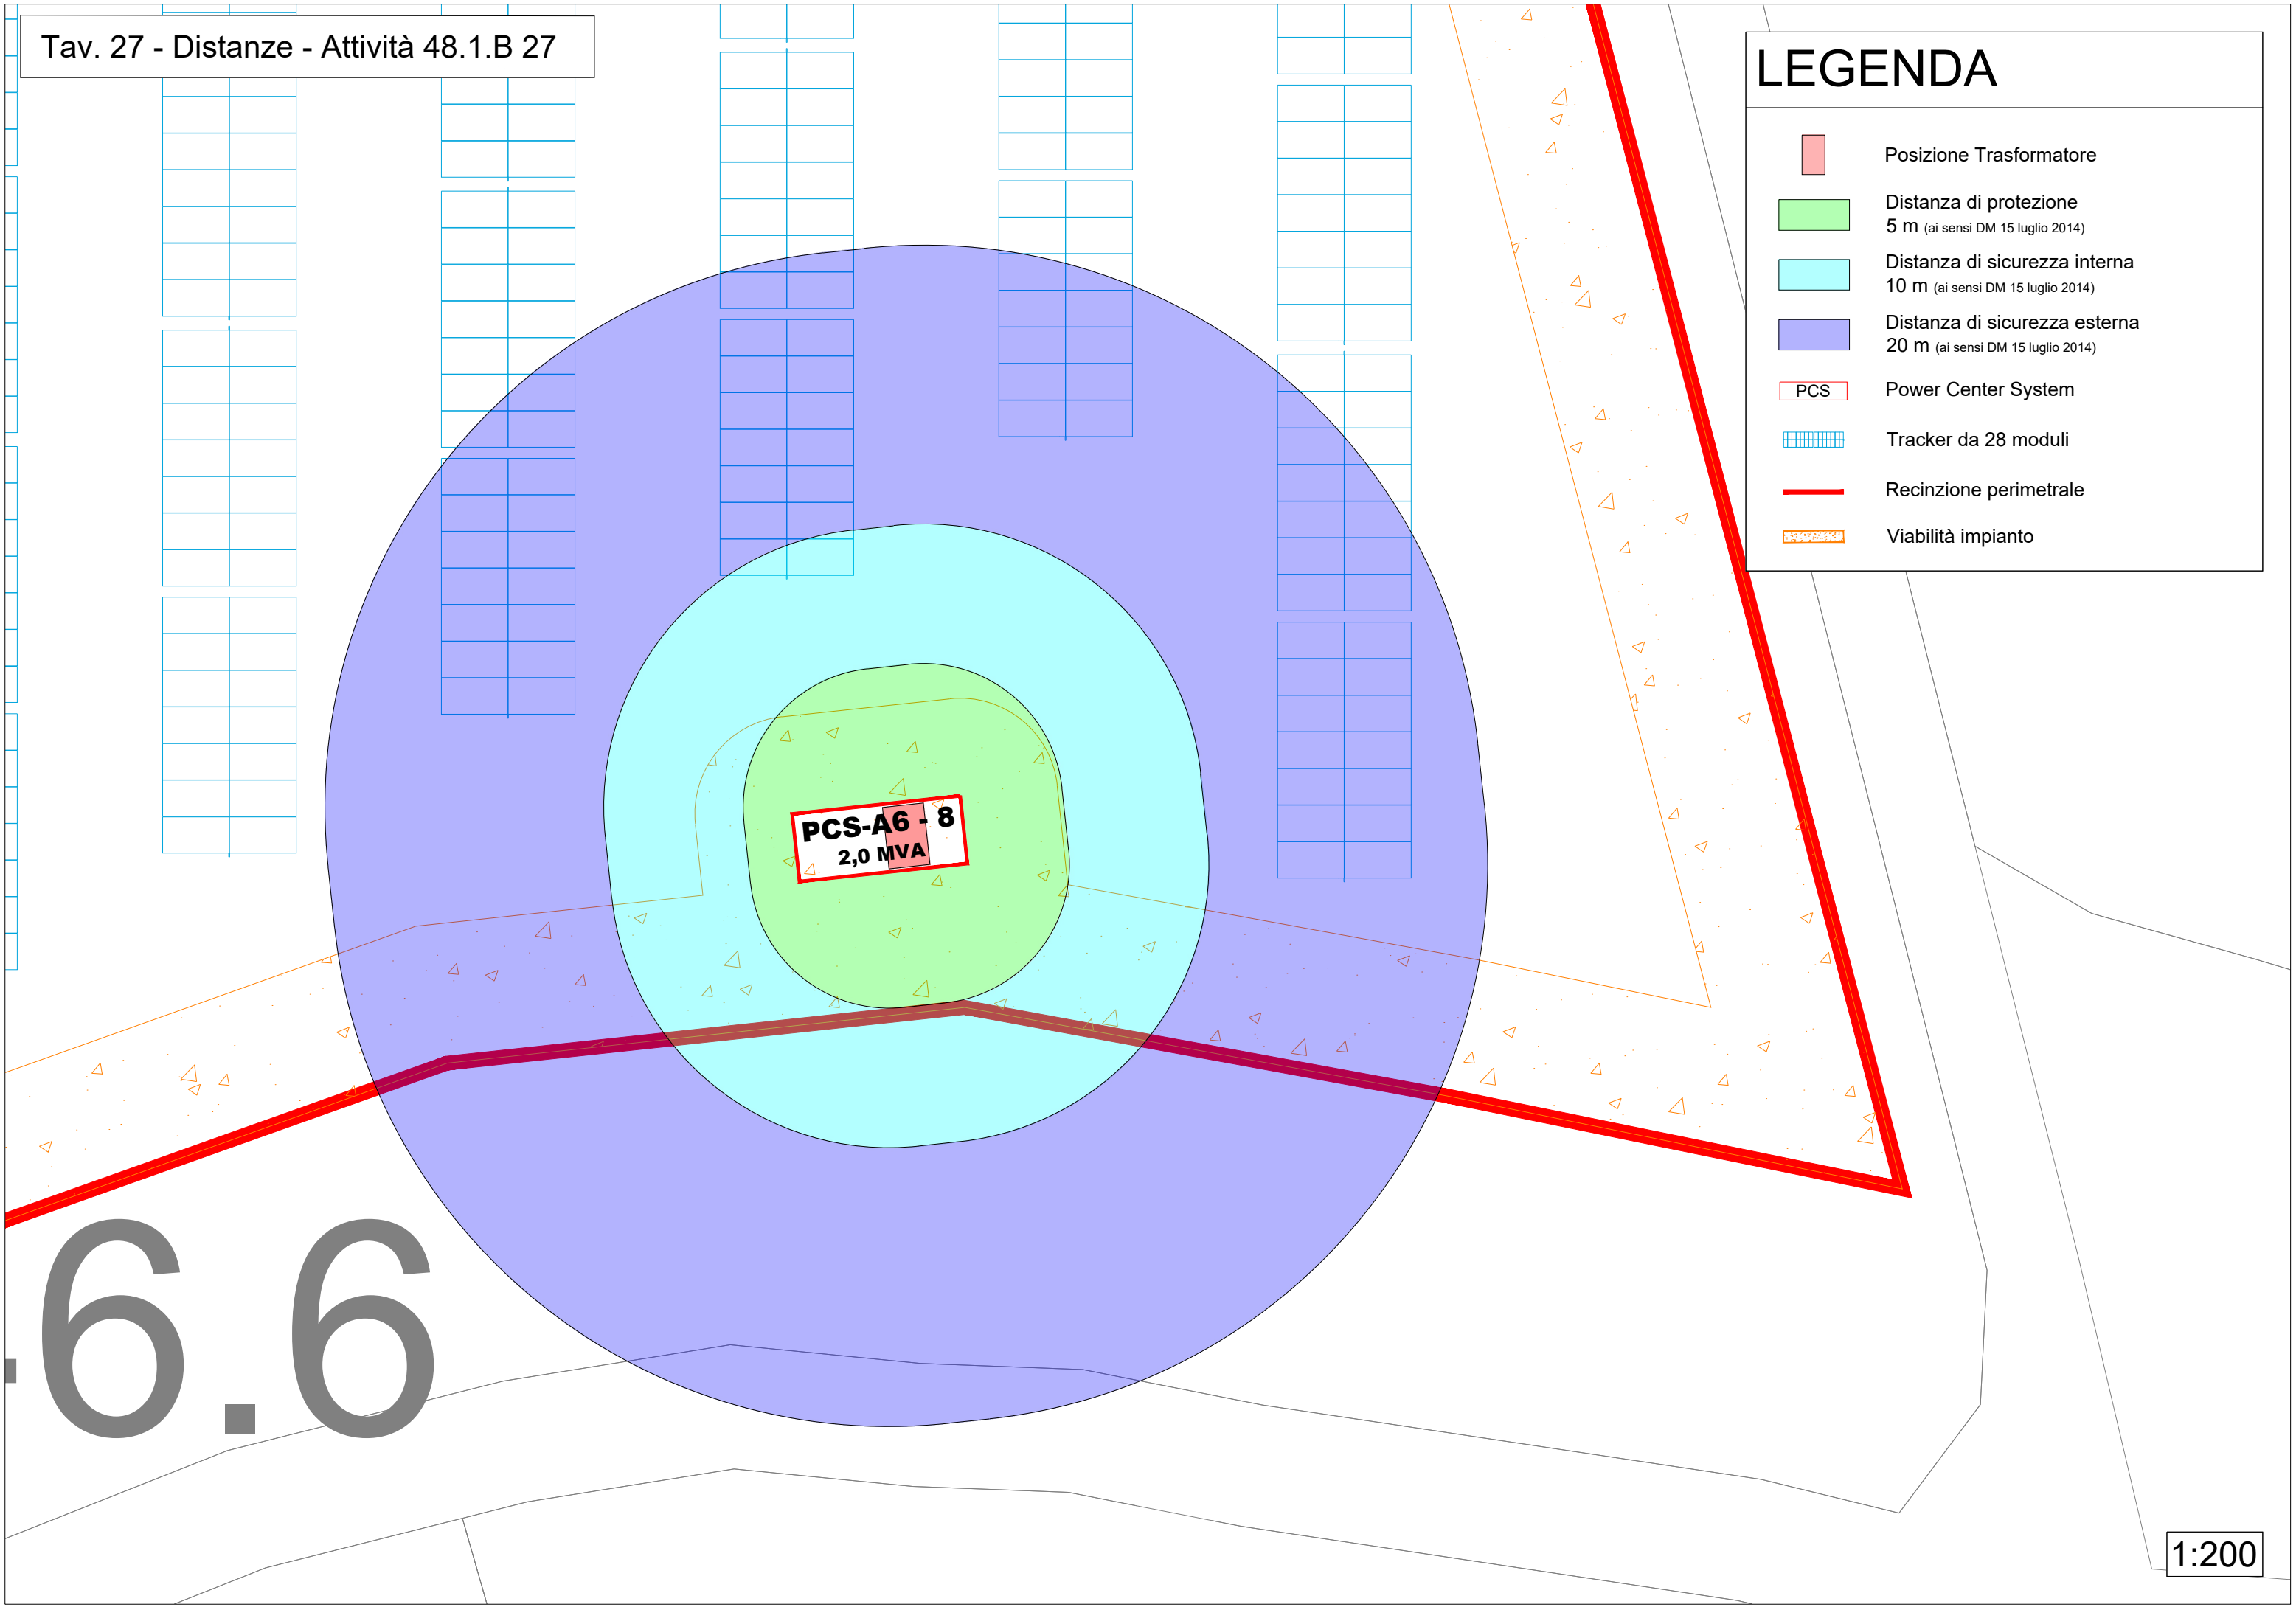 Tav. 27 - Distanze - Attività 48.1.B 27
LEGENDA
Posizione Trasformatore
Distanza di protezione
5 m (ai sensi DM 15 luglio 2014)
Distanza di sicurezza interna
10 m (ai sensi DM 15 luglio 2014)
Distanza di sicurezza esterna
20 m (ai sensi DM 15 luglio 2014)
PCS Power Center System
Tracker da 28 moduli
Recinzione perimetrale
Viabilità impianto
PCS-A6 - 8
2,0 MVA
6.6
1:200